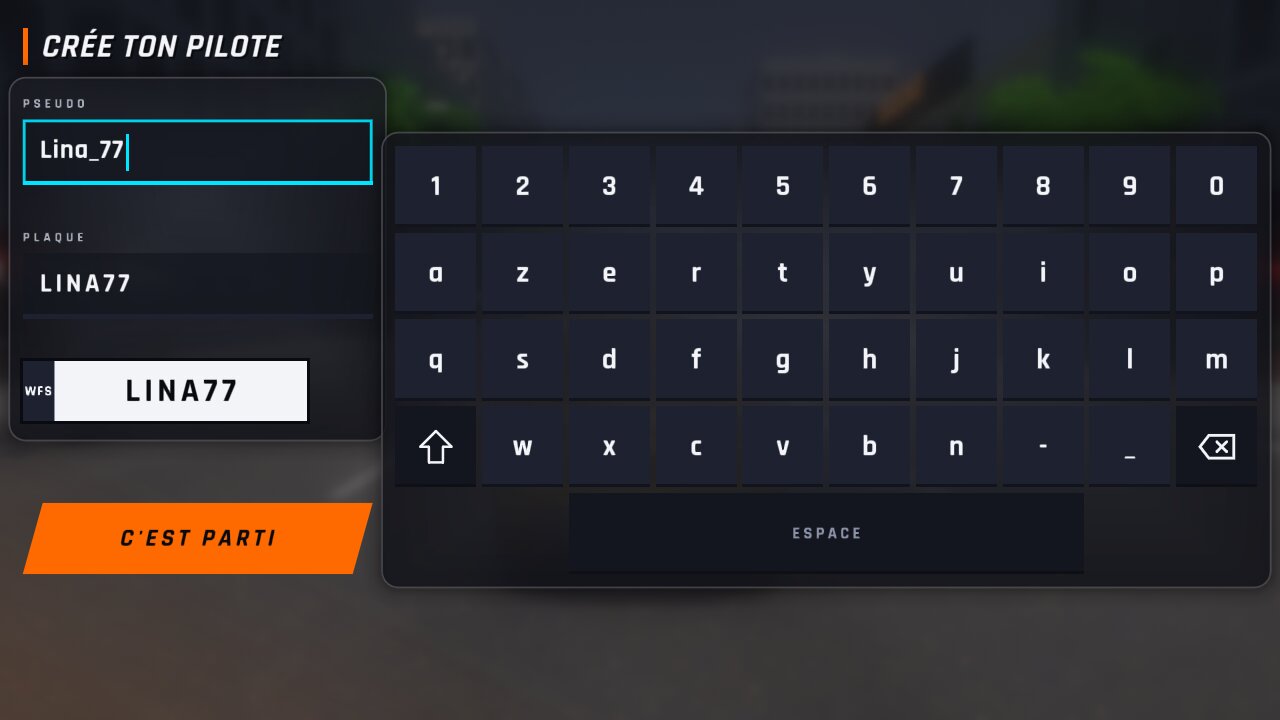 CRÉE TON PILOTE
PSEUDO
Lina_77
PLAQUE
LINA77
WFS LINA77
C'EST PARTI
1 2 3 4 5 6 7 8 9 0
a z e r t y u i o p
q s d f g h j k l m
w x c v b n - _
ESPACE